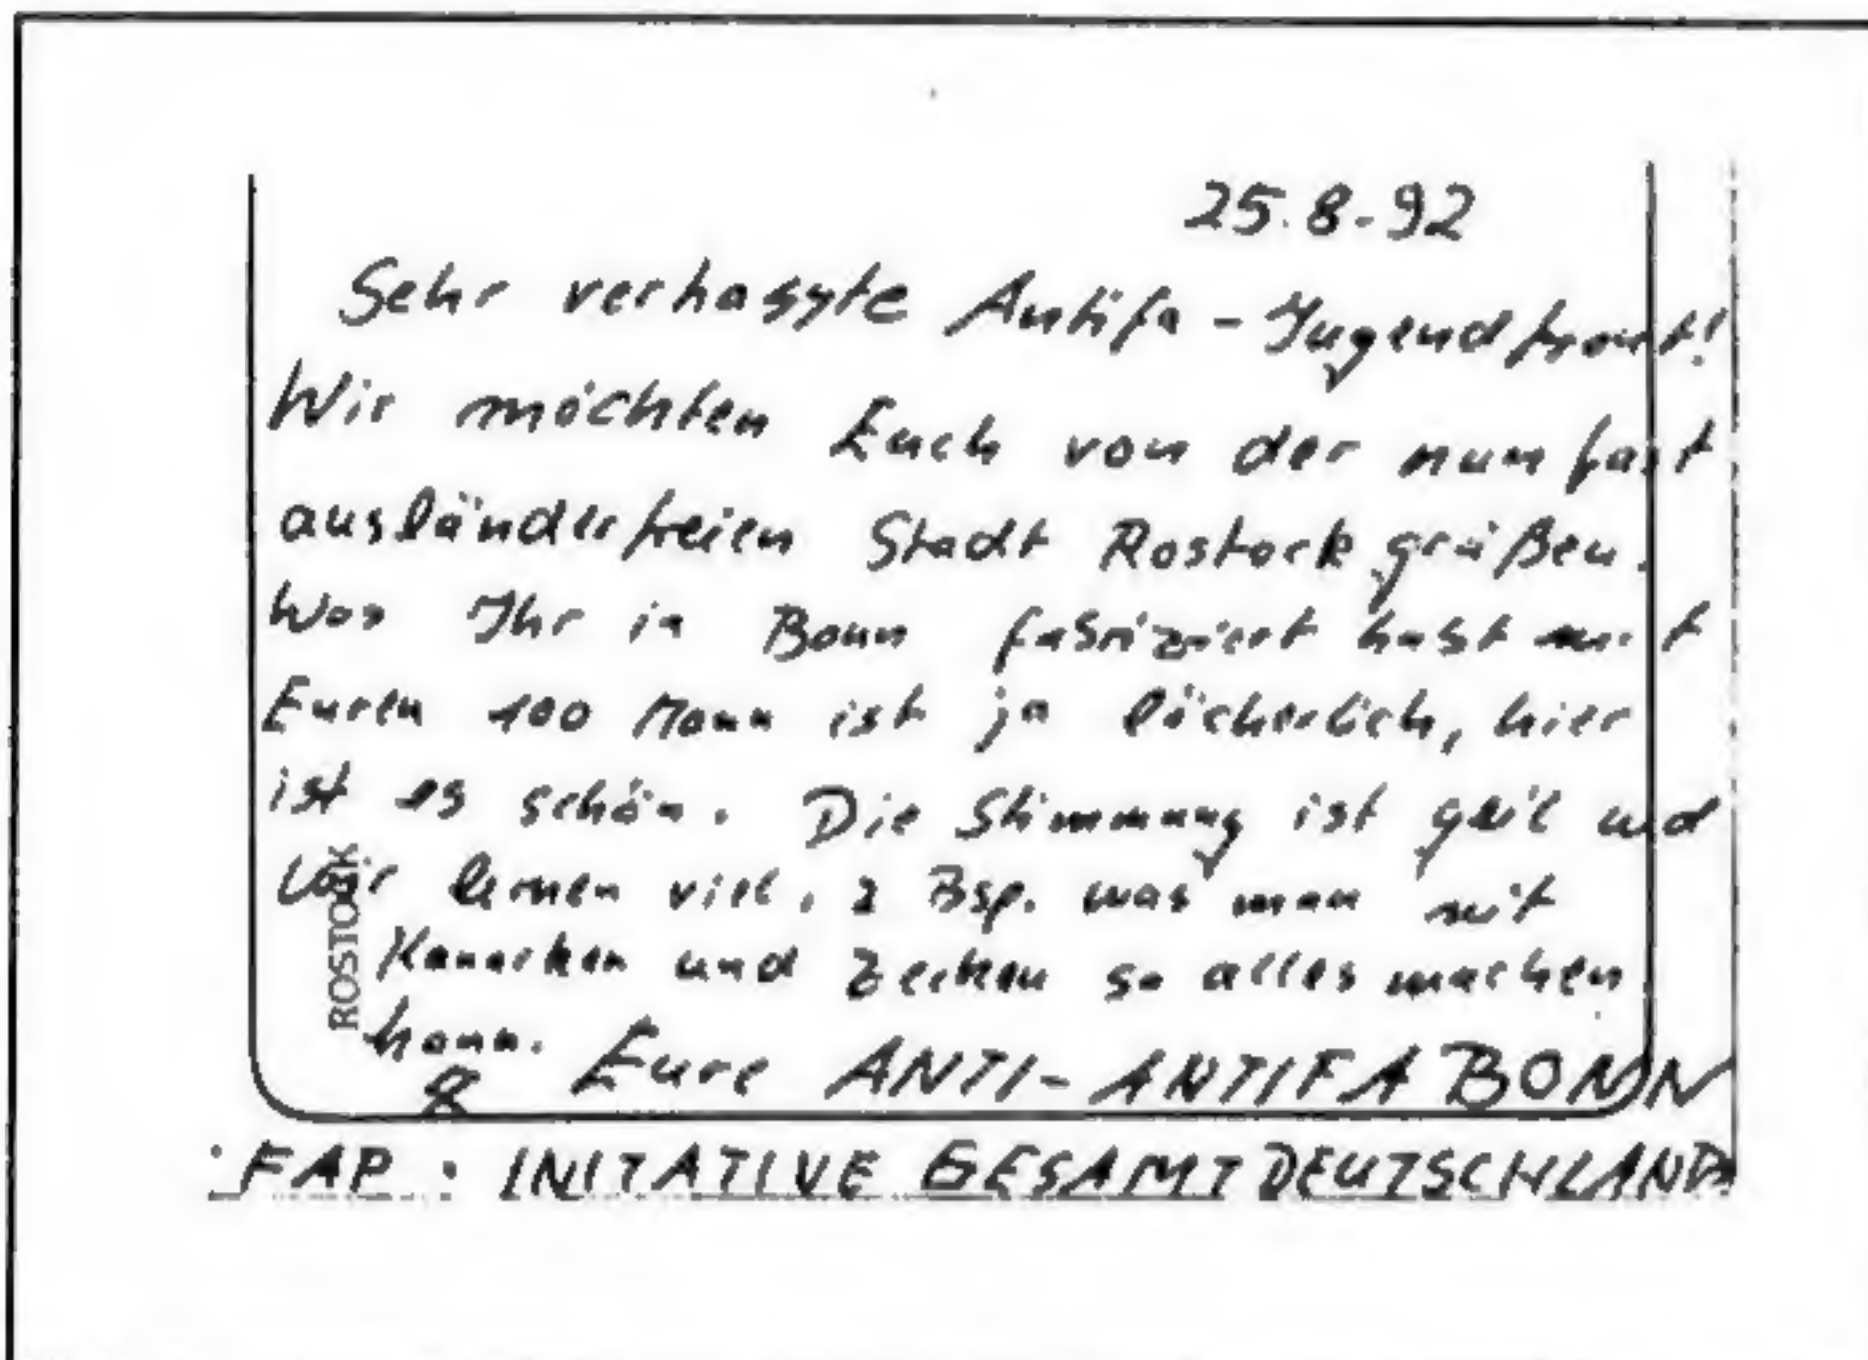 25.8-92
Sehr verhasste Antifa-Jugendfront!
Wir möchten Euch von der nun fast
ausländerfreien Stadt Rostock grüßen.
Was Ihr in Bonn fabriziert habt mit
Euren 100 Mann ist ja lächerlich, hier
ist es schön. Die Stimmung ist geil und
Wir lernen viel, z Bsp. was man mit
Kanacken und Zecken so alles machen
kann. Eure ANTI-ANTIFA BONN
&
FAP: INITATIVE GESAMTDEUTSCHLAND
ROSTOCK